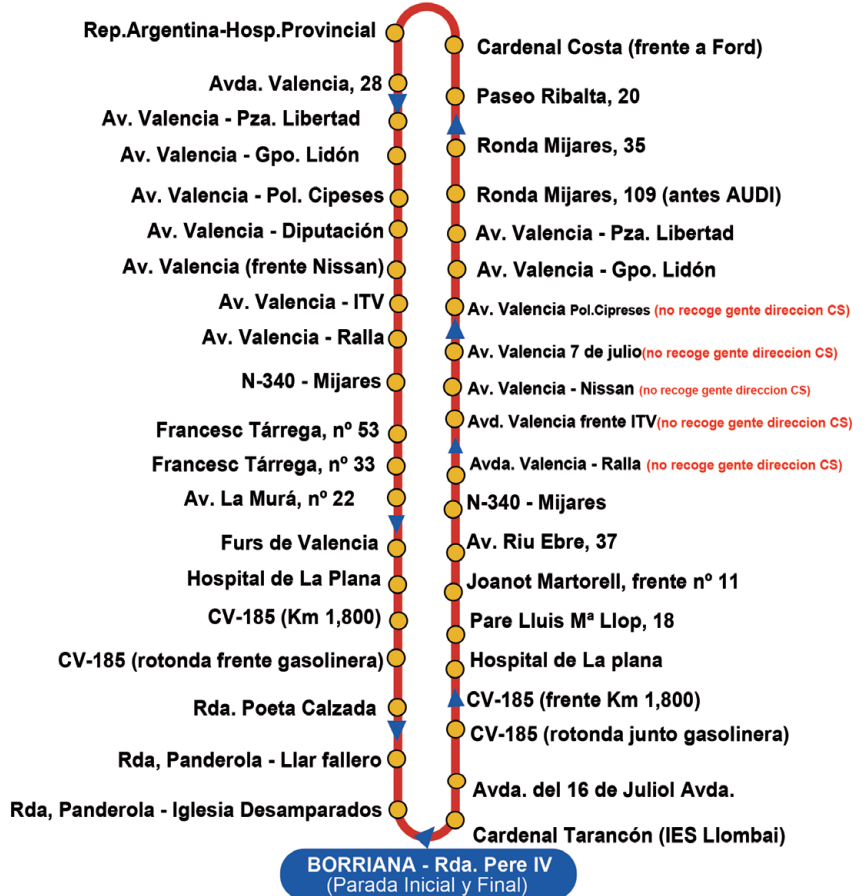 Rep.Argentina-Hosp.Provincial
Avda. Valencia, 28
Av. Valencia - Pza. Libertad
Av. Valencia - Gpo. Lidón
Av. Valencia - Pol. Cipeses
Av. Valencia - Diputación
Av. Valencia (frente Nissan)
Av. Valencia - ITV
Av. Valencia - Ralla
N-340 - Mijares
Francesc Tárrega, nº 53
Francesc Tárrega, nº 33
Av. La Murá, nº 22
Furs de Valencia
Hospital de La Plana
CV-185 (Km 1,800)
CV-185 (rotonda frente gasolinera)
Rda. Poeta Calzada
Rda, Panderola - Llar fallero
Rda, Panderola - Iglesia Desamparados
Cardenal Costa (frente a Ford)
Paseo Ribalta, 20
Ronda Mijares, 35
Ronda Mijares, 109 (antes AUDI)
Av. Valencia - Pza. Libertad
Av. Valencia - Gpo. Lidón
Av. Valencia Pol.Cipreses (no recoge gente direccion CS)
Av. Valencia 7 de julio(no recoge gente direccion CS)
Av. Valencia - Nissan (no recoge gente direccion CS)
Avd. Valencia frente ITV(no recoge gente direccion CS)
Avda. Valencia - Ralla (no recoge gente direccion CS)
N-340 - Mijares
Av. Riu Ebre, 37
Joanot Martorell, frente nº 11
Pare Lluis Mª Llop, 18
Hospital de La plana
CV-185 (frente Km 1,800)
CV-185 (rotonda junto gasolinera)
Avda. del 16 de Juliol Avda.
Cardenal Tarancón (IES Llombai)
BORRIANA - Rda. Pere IV
(Parada Inicial y Final)